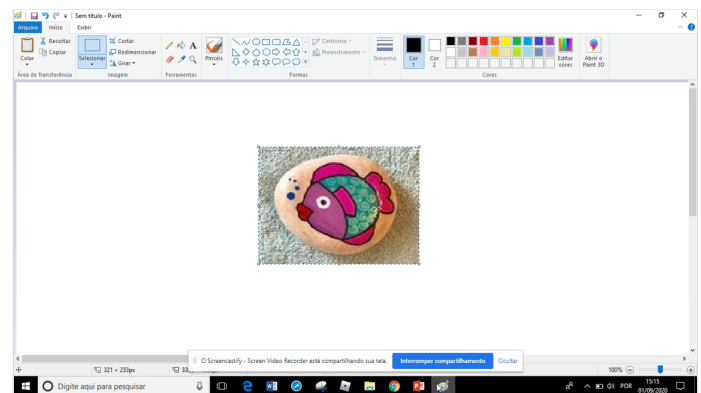 Sem título - Paint
Arquivo Início Exibir
Colar
Recortar
Copiar
Área de Transferência
Selecionar
Cortar
Redimensionar
Girar
Imagem
A
Ferramentas
Pincéis
Contorno
Preenchimento
Formas
Tamanho
Cor 1
Cor 2
Editar cores
Cores
Abrir o Paint 3D
O Screencastify - Screen Video Recorder está compartilhando sua tela. Interromper compartilhamento Ocultar
321 × 233px
100%
Digite aqui para pesquisar
POR
15:15
01/09/2020